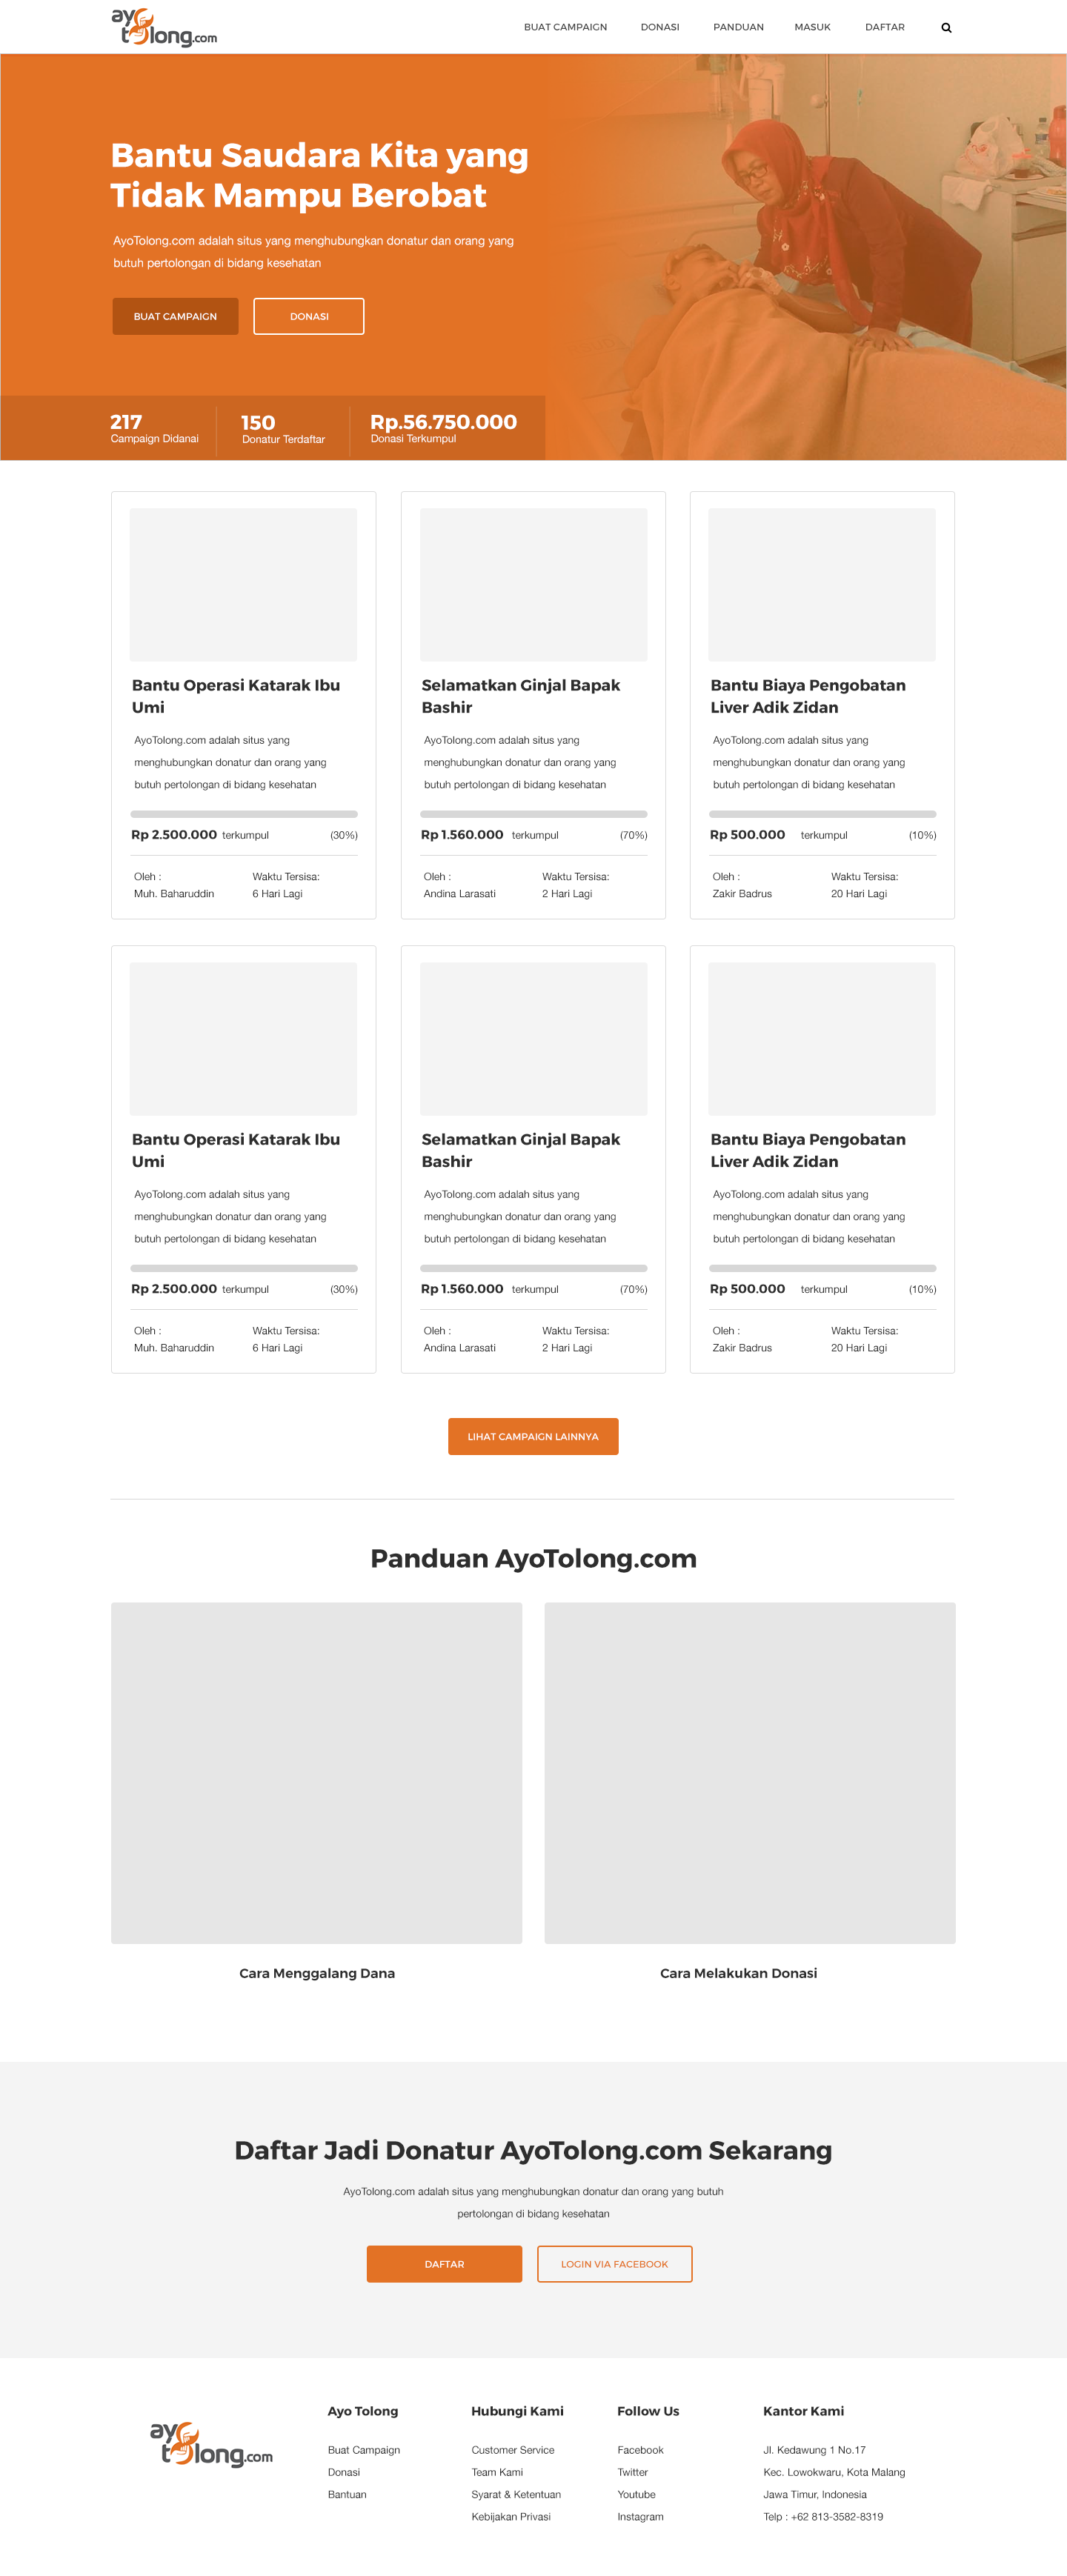 ayo
tolong.com
BUAT CAMPAIGN DONASI PANDUAN MASUK DAFTAR
Bantu Saudara Kita yang
Tidak Mampu Berobat
AyoTolong.com adalah situs yang menghubungkan donatur dan orang yang
butuh pertolongan di bidang kesehatan
BUAT CAMPAIGN DONASI
217
Campaign Didanai
150
Donatur Terdaftar
Rp.56.750.000
Donasi Terkumpul
Bantu Operasi Katarak Ibu
Umi
AyoTolong.com adalah situs yang
menghubungkan donatur dan orang yang
butuh pertolongan di bidang kesehatan
Rp 2.500.000 terkumpul (30%)
Oleh : Waktu Tersisa:
Muh. Baharuddin 6 Hari Lagi
Selamatkan Ginjal Bapak
Bashir
AyoTolong.com adalah situs yang
menghubungkan donatur dan orang yang
butuh pertolongan di bidang kesehatan
Rp 1.560.000 terkumpul (70%)
Oleh : Waktu Tersisa:
Andina Larasati 2 Hari Lagi
Bantu Biaya Pengobatan
Liver Adik Zidan
AyoTolong.com adalah situs yang
menghubungkan donatur dan orang yang
butuh pertolongan di bidang kesehatan
Rp 500.000 terkumpul (10%)
Oleh : Waktu Tersisa:
Zakir Badrus 20 Hari Lagi
Bantu Operasi Katarak Ibu
Umi
AyoTolong.com adalah situs yang
menghubungkan donatur dan orang yang
butuh pertolongan di bidang kesehatan
Rp 2.500.000 terkumpul (30%)
Oleh : Waktu Tersisa:
Muh. Baharuddin 6 Hari Lagi
Selamatkan Ginjal Bapak
Bashir
AyoTolong.com adalah situs yang
menghubungkan donatur dan orang yang
butuh pertolongan di bidang kesehatan
Rp 1.560.000 terkumpul (70%)
Oleh : Waktu Tersisa:
Andina Larasati 2 Hari Lagi
Bantu Biaya Pengobatan
Liver Adik Zidan
AyoTolong.com adalah situs yang
menghubungkan donatur dan orang yang
butuh pertolongan di bidang kesehatan
Rp 500.000 terkumpul (10%)
Oleh : Waktu Tersisa:
Zakir Badrus 20 Hari Lagi
LIHAT CAMPAIGN LAINNYA
Panduan AyoTolong.com
Cara Menggalang Dana
Cara Melakukan Donasi
Daftar Jadi Donatur AyoTolong.com Sekarang
AyoTolong.com adalah situs yang menghubungkan donatur dan orang yang butuh
pertolongan di bidang kesehatan
DAFTAR LOGIN VIA FACEBOOK
ayo
tolong.com
Ayo Tolong
Buat Campaign
Donasi
Bantuan
Hubungi Kami
Customer Service
Team Kami
Syarat & Ketentuan
Kebijakan Privasi
Follow Us
Facebook
Twitter
Youtube
Instagram
Kantor Kami
Jl. Kedawung 1 No.17
Kec. Lowokwaru, Kota Malang
Jawa Timur, Indonesia
Telp : +62 813-3582-8319